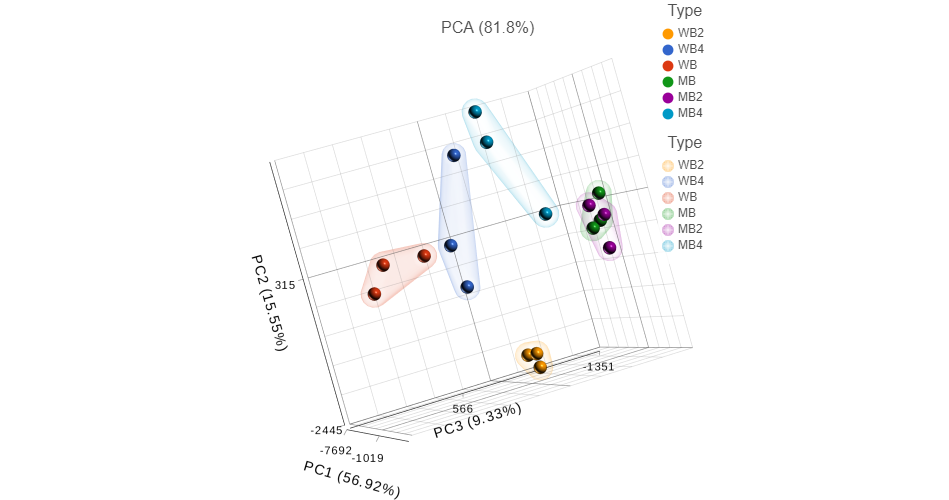 PCA (81.8%)
Type
WB2
WB4
WB
MB
MB2
MB4
Type
WB2
WB4
WB
MB
MB2
MB4
PC2 (15.55%)
315
-2445
-7692
-1019
PC1 (56.92%)
566
PC3 (9.33%)
-1351